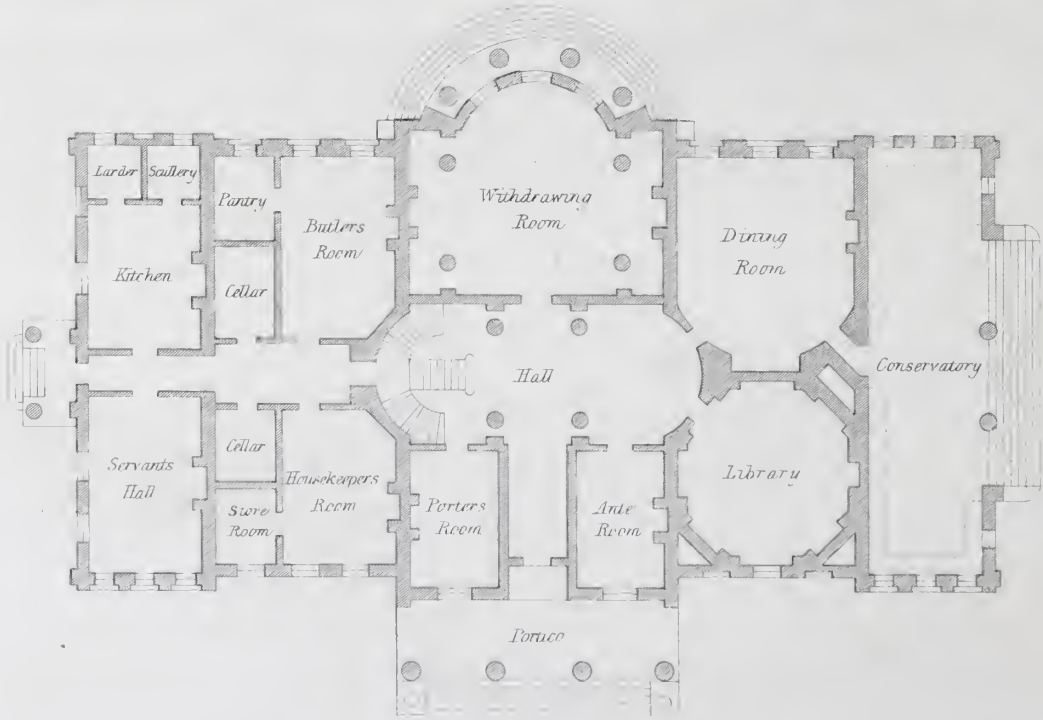 Larder
Scullery
Pantry
Butlers
Room
Withdrawing
Room
Dining
Room
Kitchen
Cellar
Hall
Conservatory
Servants
Hall
Cellar
Store
Room
Housekeepers
Room
Porters
Room
Ante
Room
Library
Portico